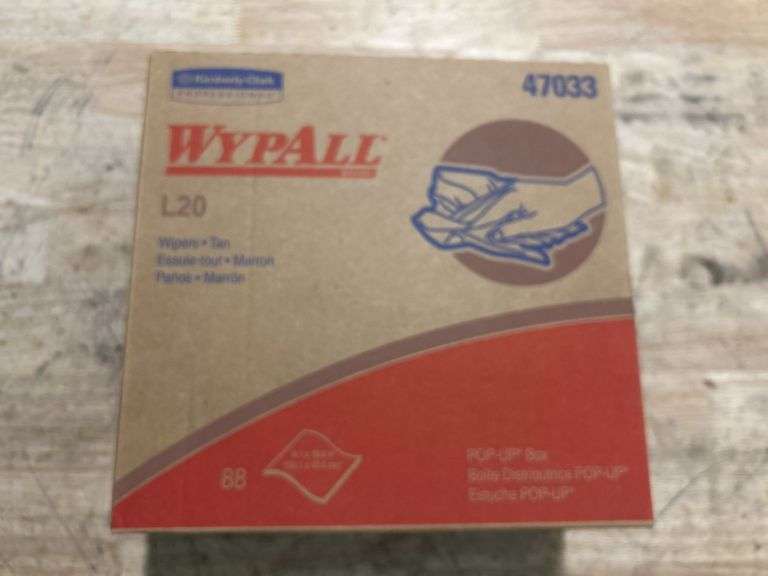 Kimberly-Clark
PROFESSIONAL
47033
WYPALL
L20
Wipers • Tan
Essuie-tout • Marron
Paños • Marrón
88
POP-UP* Box
Boîte Distributrice POP-UP*
Estuche POP-UP*